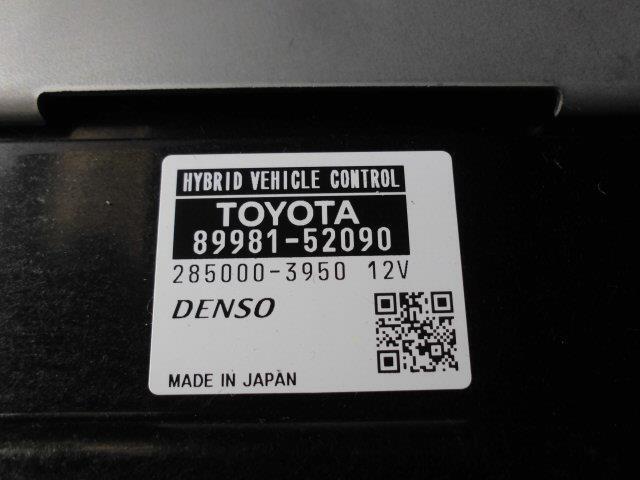 HYBRID VEHICLE CONTROL
TOYOTA
89981-52090
285000-3950 12V
DENSO
MADE IN JAPAN